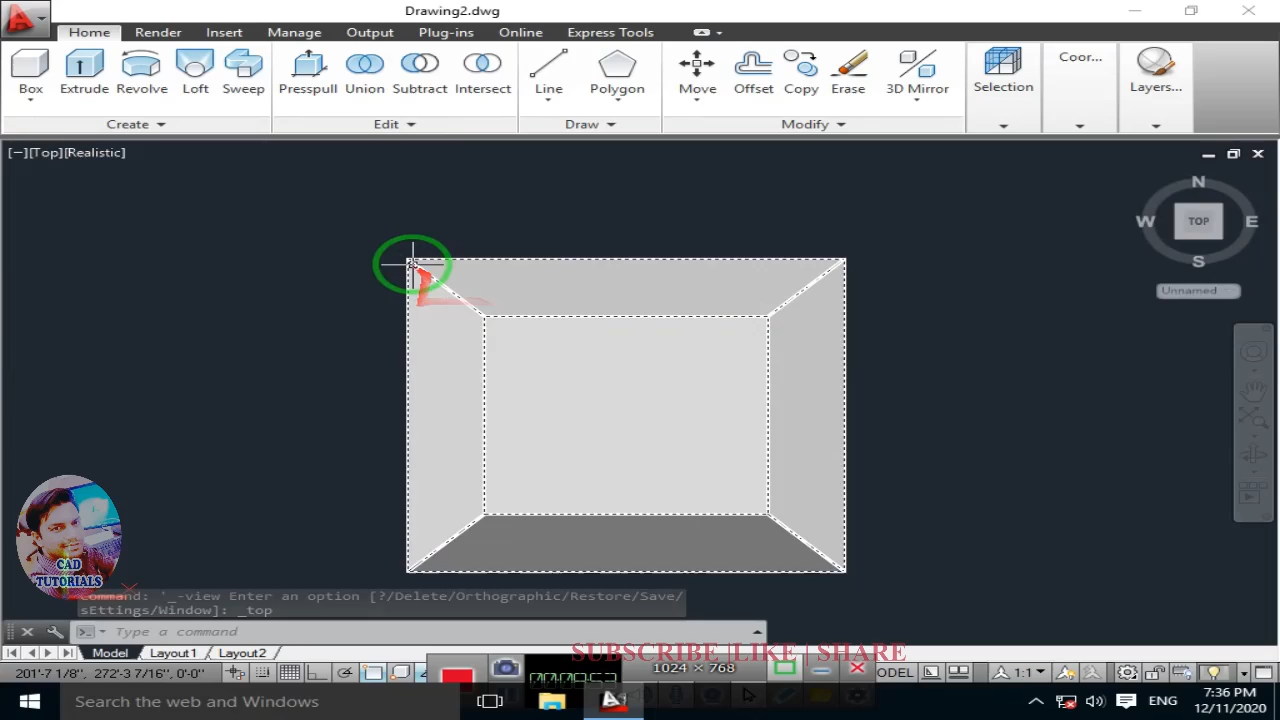 Drawing2.dwg
Home Render Insert Manage Output Plug-ins Online Express Tools
Box Extrude Revolve Loft Sweep Presspull Union Subtract Intersect Line Polygon Move Offset Copy Erase 3D Mirror Selection Coor... Layers...
Create Edit Draw Modify
[−][Top][Realistic]
N
W TOP E
S
Unnamed
CAD
TUTORIALS
Command: '_-view Enter an option [?/Delete/Orthographic/Restore/Save/
sEttings/Window]: _top
Type a command
SUBSCRIBE |LIKE | SHARE
Model Layout1 Layout2
201'-7 1/8", 272'-3 7/16", 0'-0"
1024 × 768
ODEL
1:1
Search the web and Windows
ENG
7:36 PM
12/11/2020